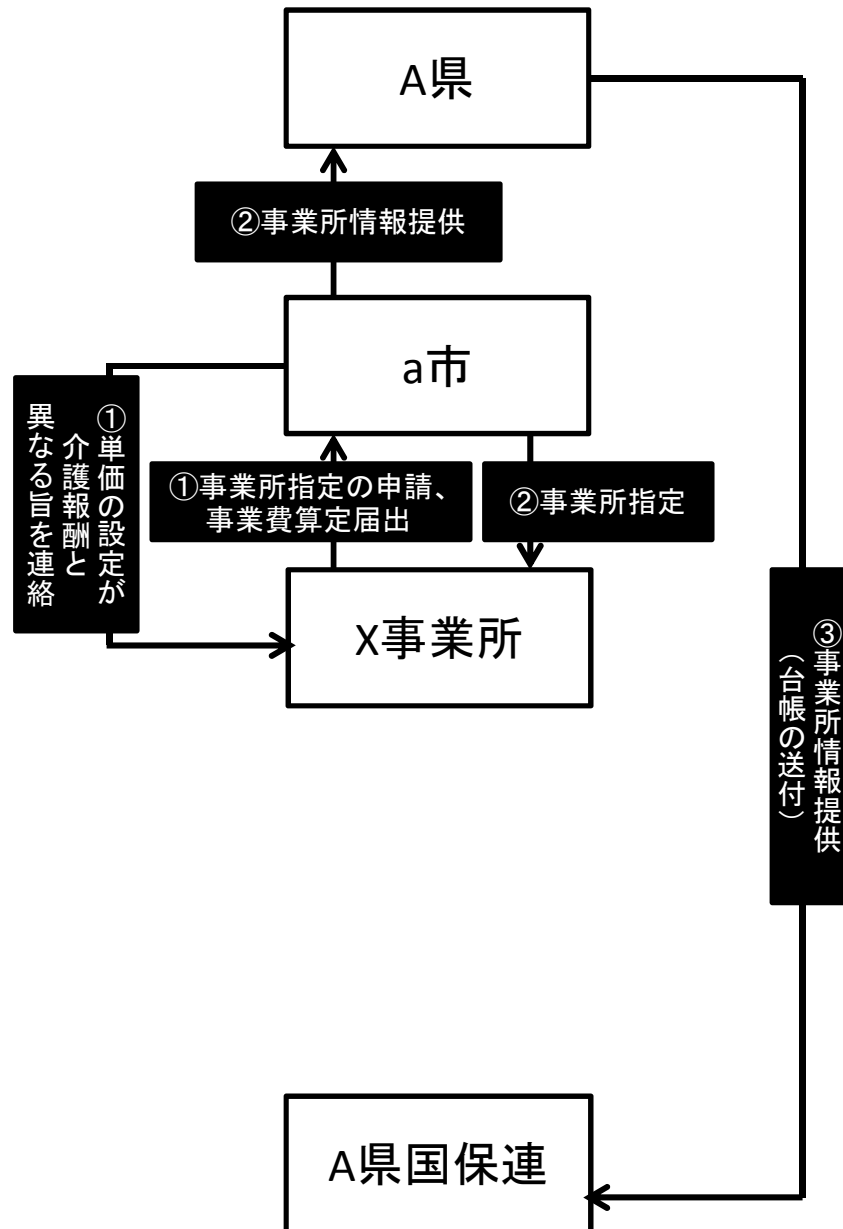 A県
②事業所情報提供
a市
①単価の設定が
介護報酬と
異なる旨を連絡
①事業所指定の申請、
事業費算定届出
②事業所指定
X事業所
③事業所情報提供
（台帳の送付）
A県国保連